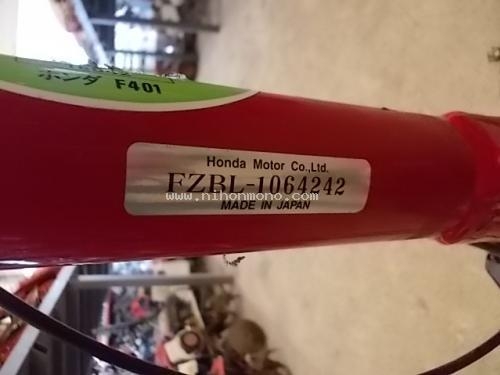 ホンダ F401
Honda Motor Co.,Ltd.
FZBL-1064242
www.nihonmono.com
MADE IN JAPAN